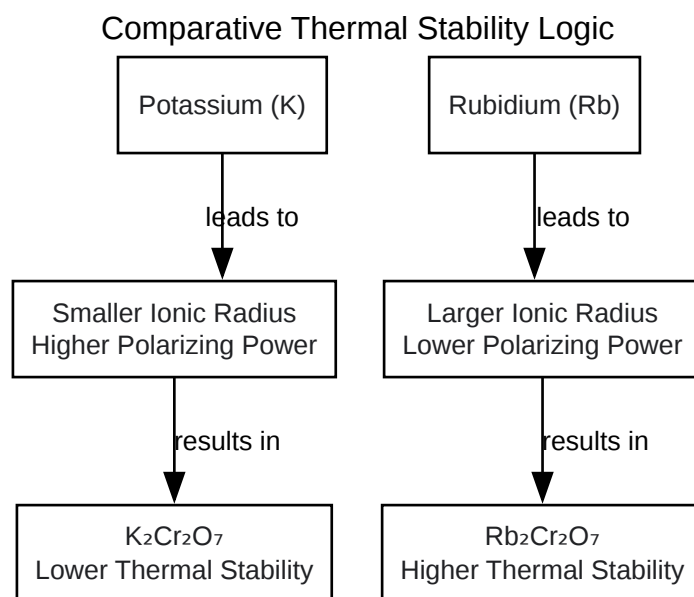 Comparative Thermal Stability Logic
Potassium (K)
Rubidium (Rb)
leads to
leads to
Smaller Ionic Radius
Higher Polarizing Power
Larger Ionic Radius
Lower Polarizing Power
results in
results in
K₂Cr₂O₇
Lower Thermal Stability
Rb₂Cr₂O₇
Higher Thermal Stability